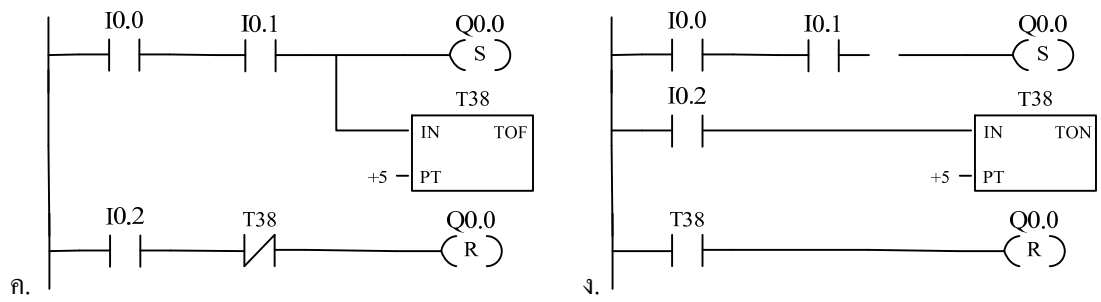 I0.0 I0.1 Q0.0
S
T38
IN TOF
+5 PT
I0.2 T38 Q0.0
R
ค.
I0.0 I0.1 Q0.0
S
I0.2 T38
IN TON
+5 PT
T38 Q0.0
R
ง.